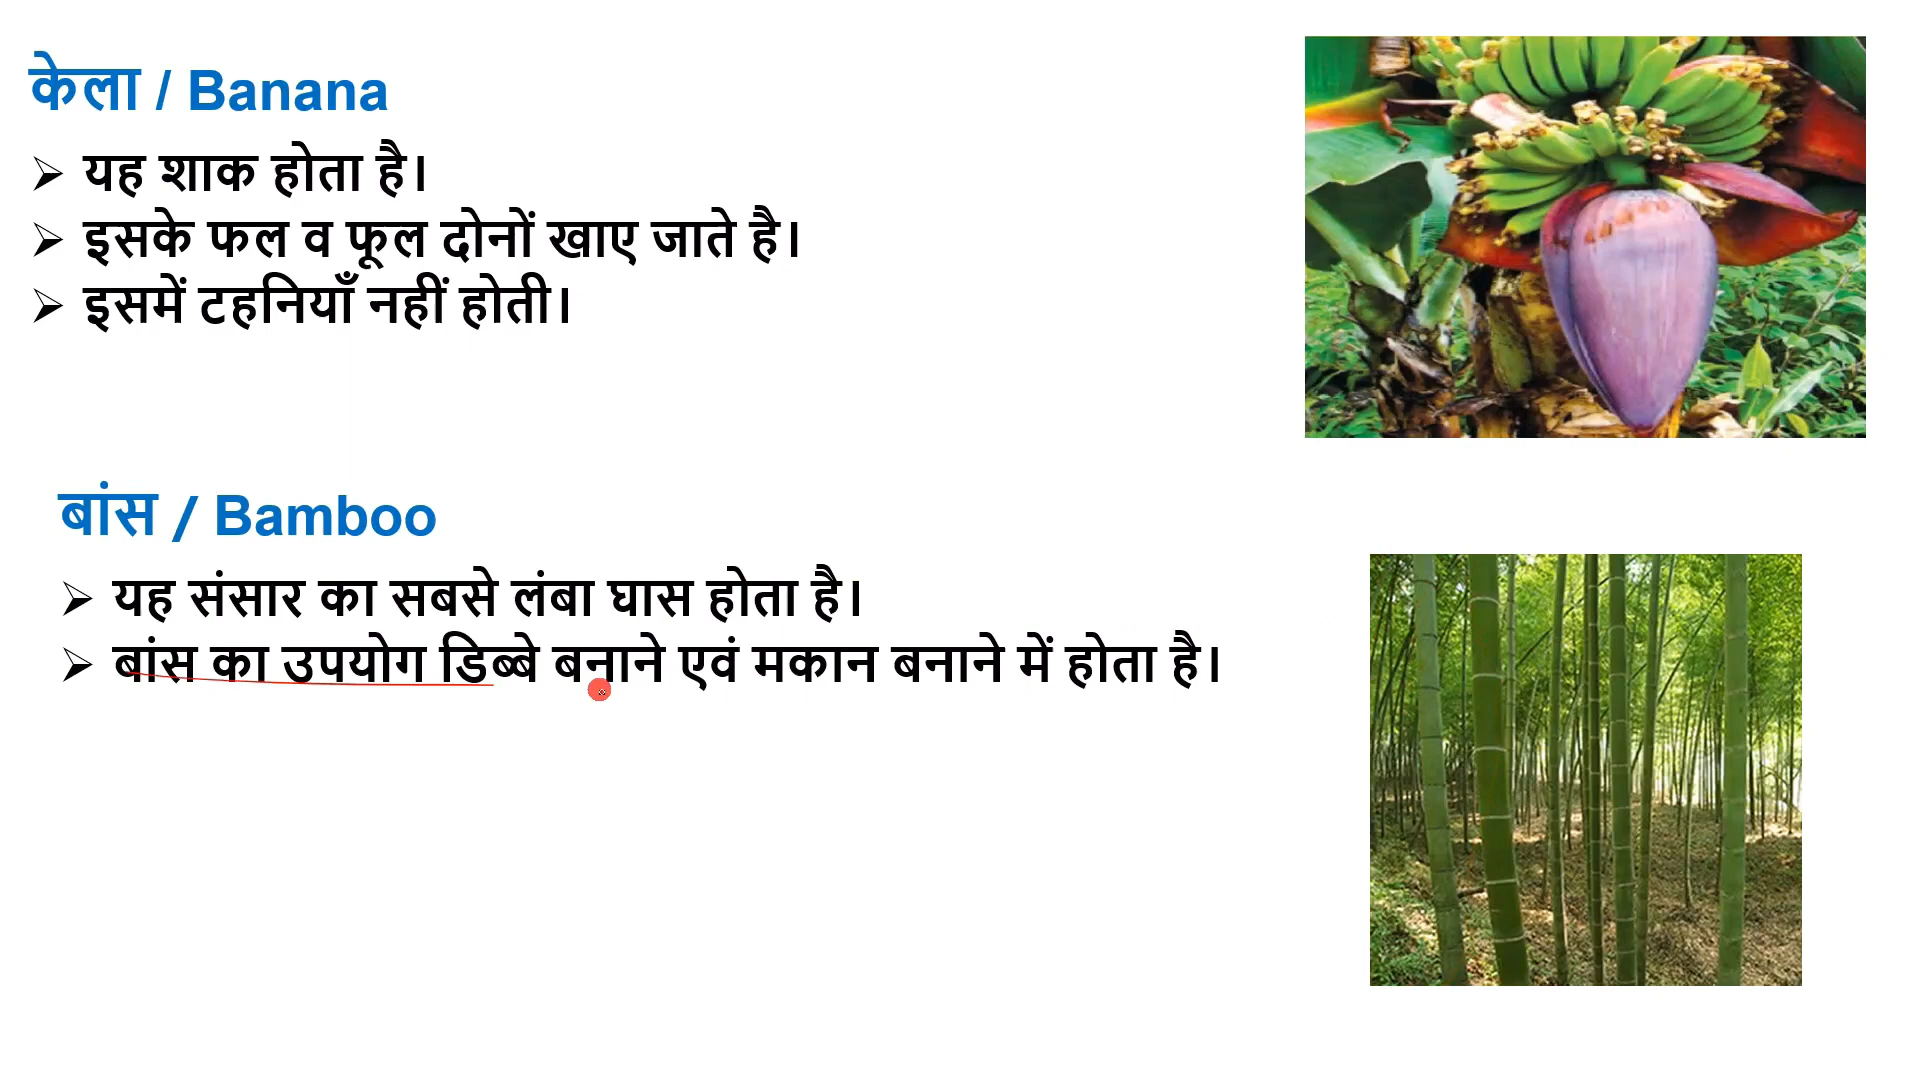 केला / Banana
➢ यह शाक होता है।
➢ इसके फल व फूल दोनों खाए जाते है।
➢ इसमें टहनियाँ नहीं होती।
बांस / Bamboo
➢ यह संसार का सबसे लंबा घास होता है।
➢ बांस का उपयोग डिब्बे बनाने एवं मकान बनाने में होता है।